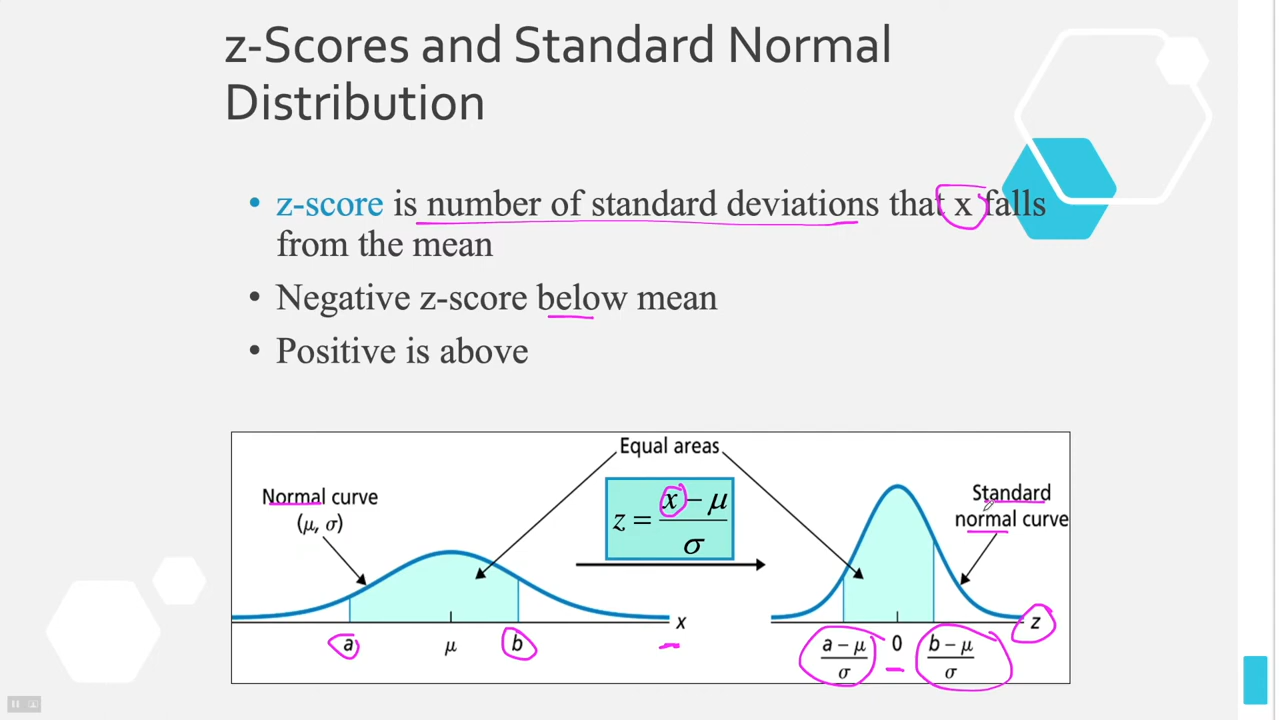 z-Scores and Standard Normal
Distribution
• z-score is number of standard deviations that x falls
from the mean
• Negative z-score below mean
• Positive is above
Equal areas
Normal curve
(μ, σ)
z = (x − μ) / σ
Standard
normal curve
x
z
a
μ
b
(a − μ) / σ
0
(b − μ) / σ